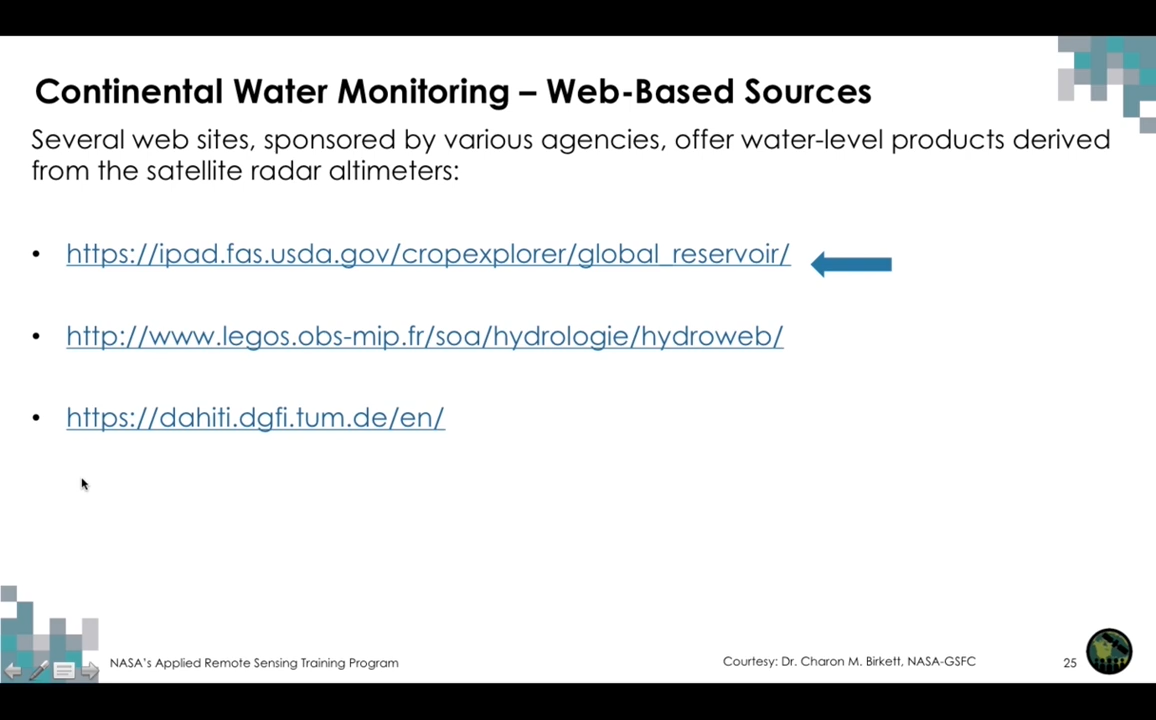 Continental Water Monitoring – Web-Based Sources
Several web sites, sponsored by various agencies, offer water-level products derived
from the satellite radar altimeters:
• https://ipad.fas.usda.gov/cropexplorer/global_reservoir/
• http://www.legos.obs-mip.fr/soa/hydrologie/hydroweb/
• https://dahiti.dgfi.tum.de/en/
NASA's Applied Remote Sensing Training Program
Courtesy: Dr. Charon M. Birkett, NASA-GSFC
25